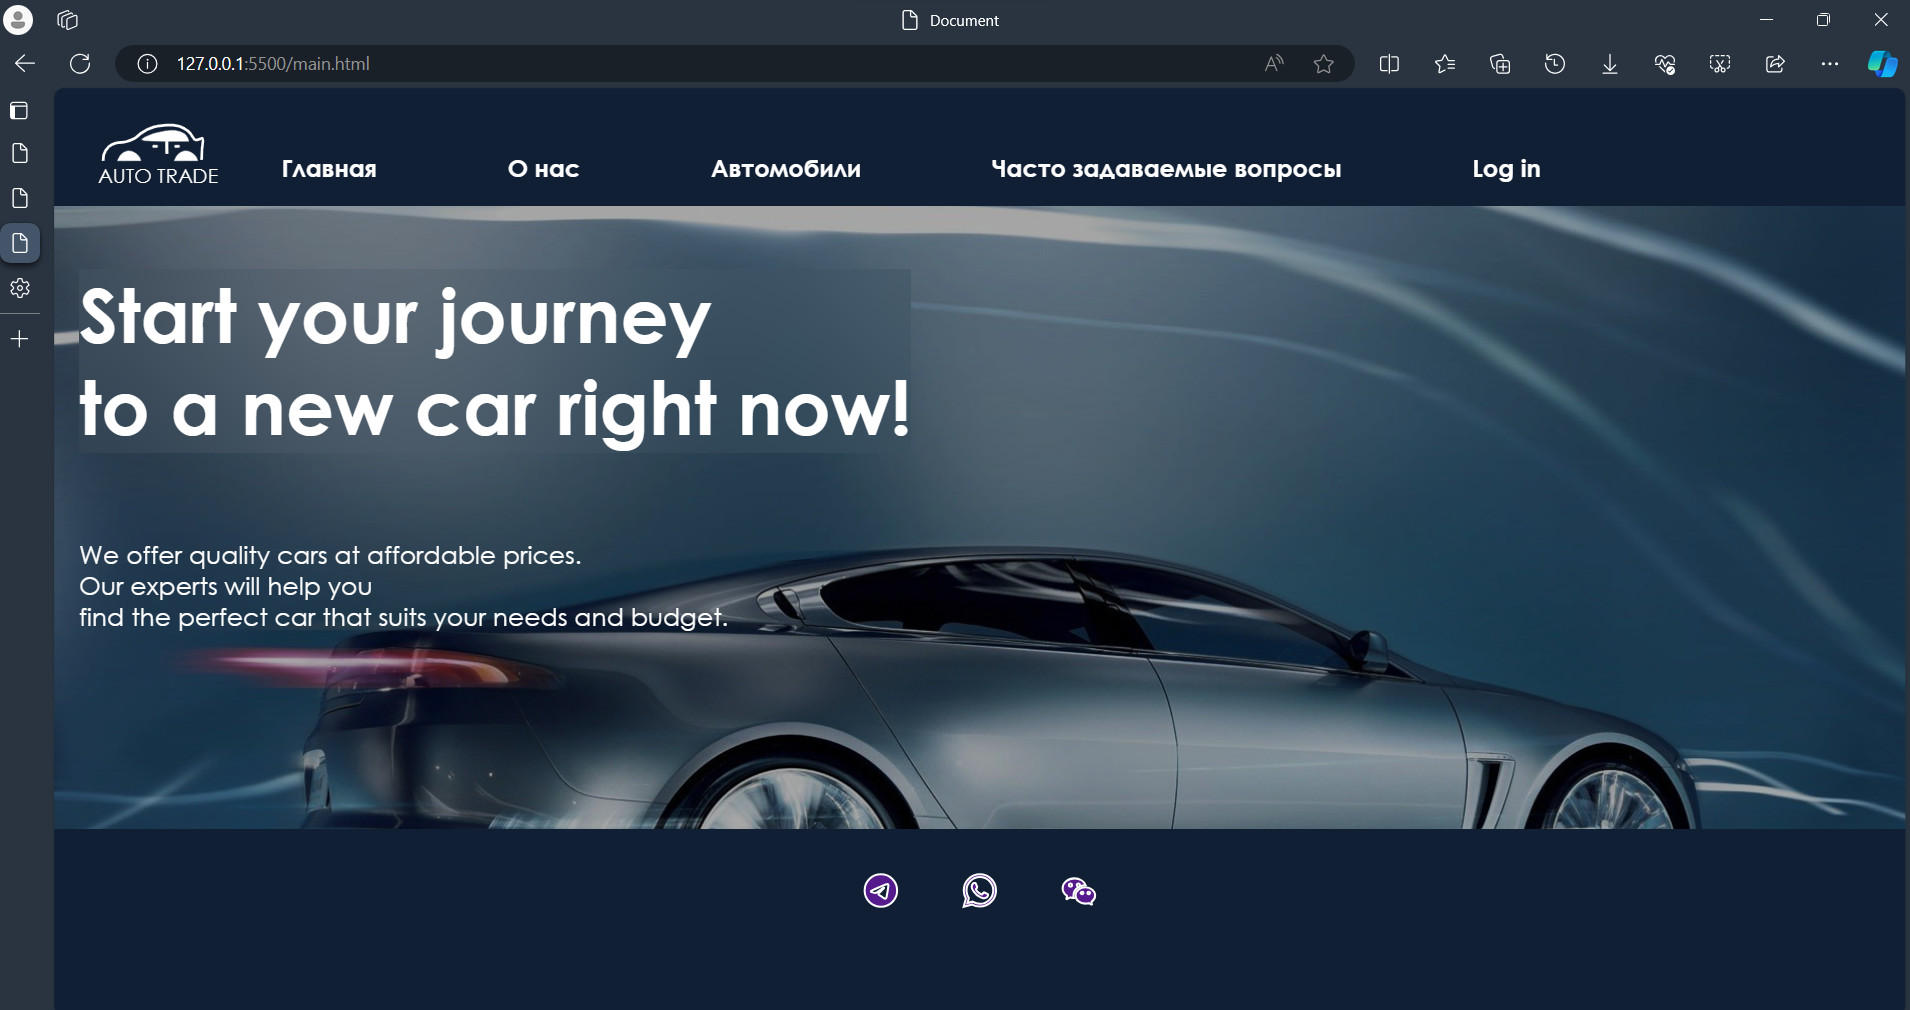 Document
127.0.0.1:5500/main.html
AUTO TRADE
Главная
О нас
Автомобили
Часто задаваемые вопросы
Log in
Start your journey
to a new car right now!
We offer quality cars at affordable prices.
Our experts will help you
find the perfect car that suits your needs and budget.